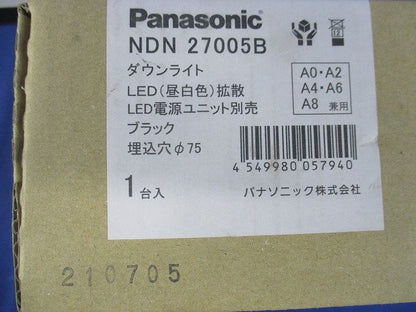 Panasonic
NDN 27005B
ダウンライト
LED(昼白色)拡散
LED電源ユニット別売
ブラック
埋込穴φ75
1台入
A0・A2
A4・A6
A8 兼用
4 549980 057940
パナソニック株式会社
210705